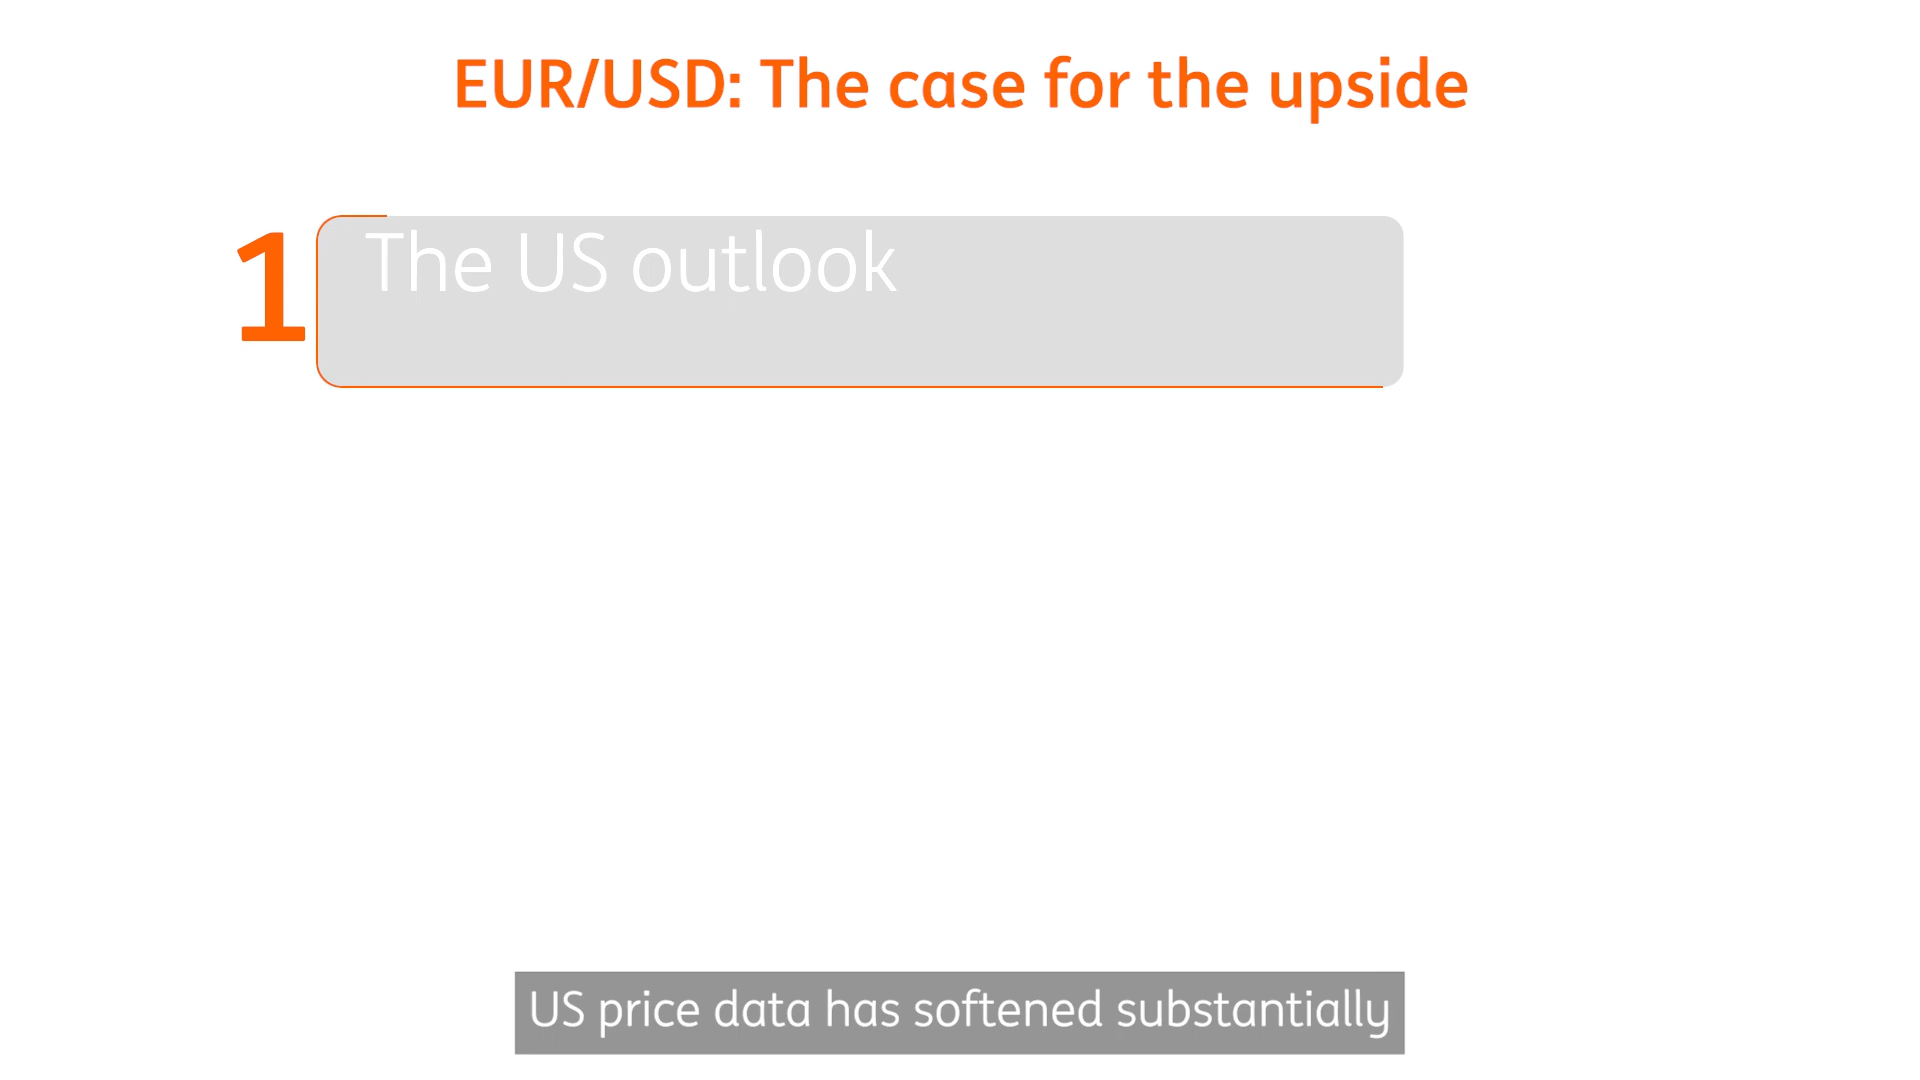 EUR/USD: The case for the upside
1
The US outlook
US price data has softened substantially